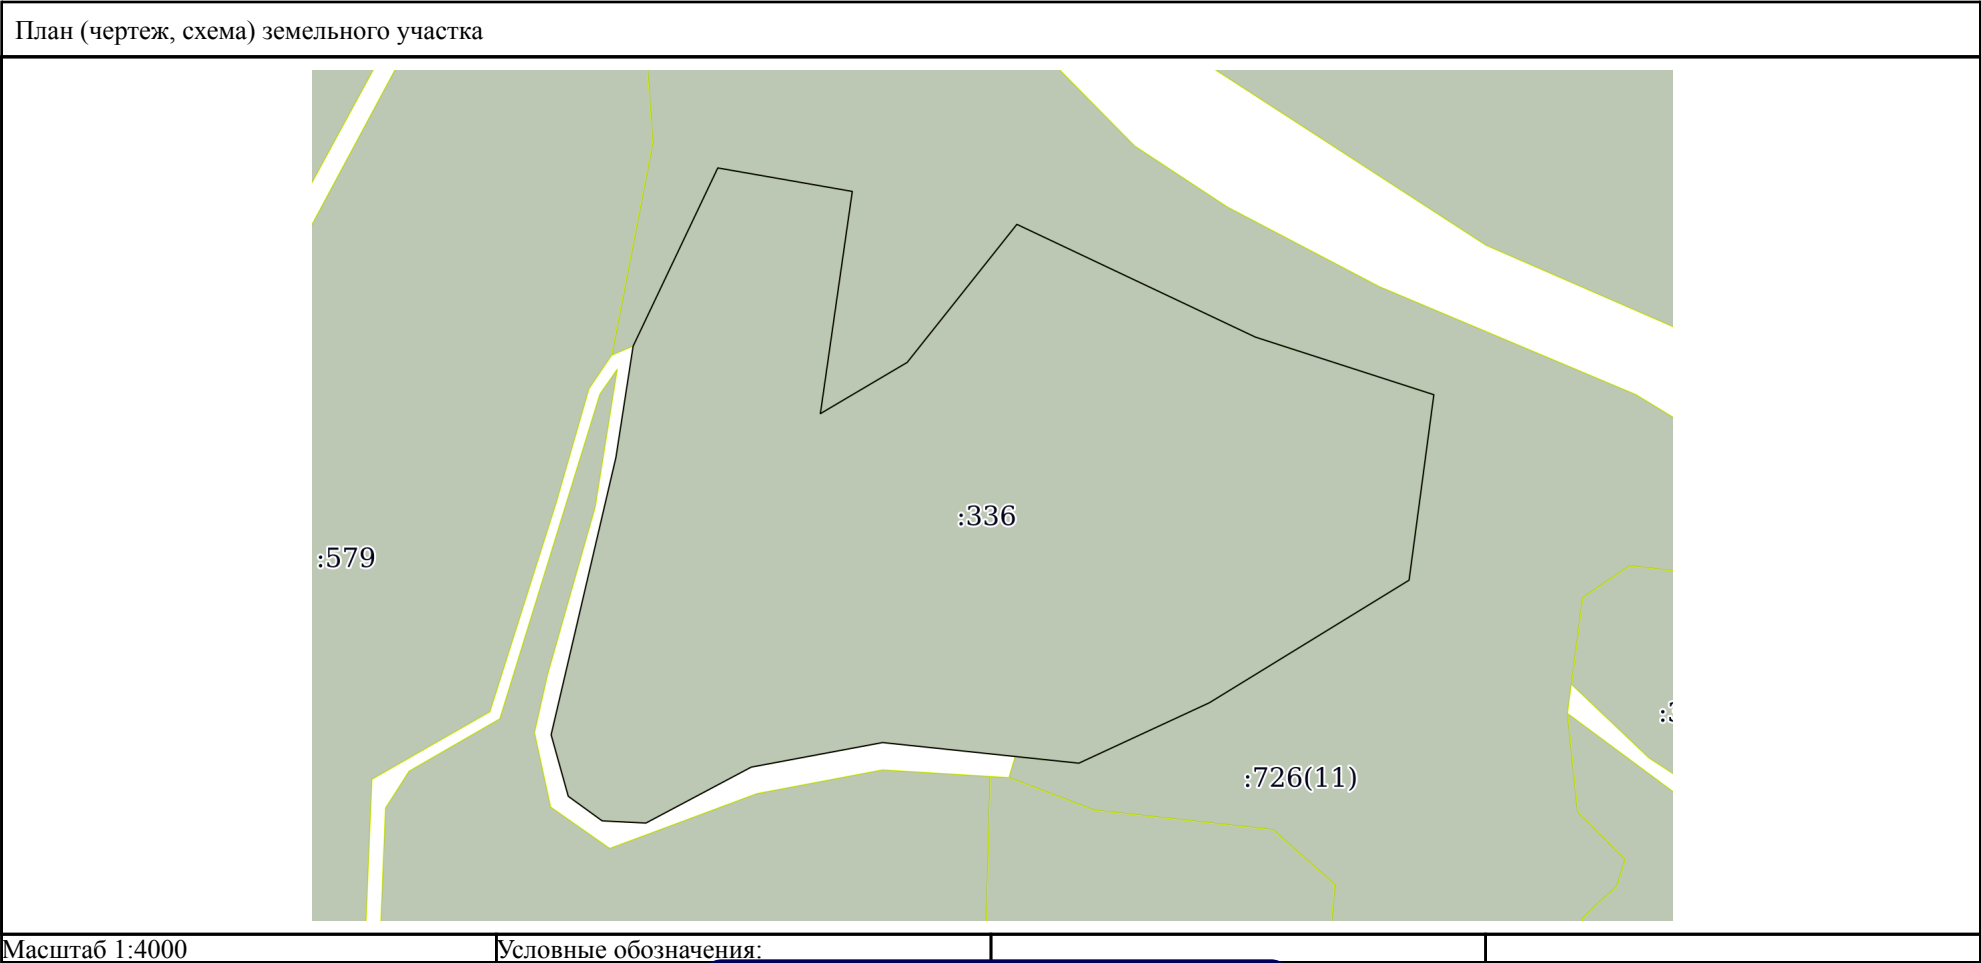 План (чертеж, схема) земельного участка
:336
:579
:726(11)
Масштаб 1:4000
Условные обозначения: